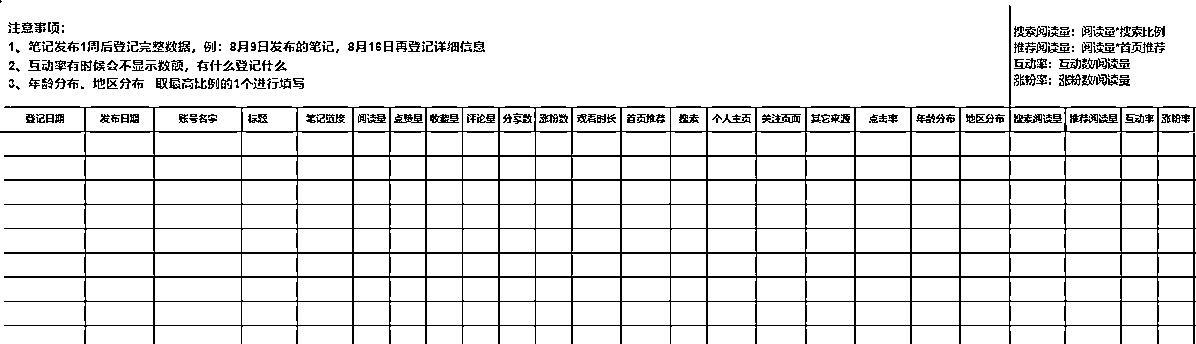 注意事项：
1、笔记发布1周后登记完整数据，例：8月9日发布的笔记，8月16日再登记详细信息
2、互动率有时候会不显示数额，有什么登记什么
3、年龄分布、地区分布 取最高比例的1个进行填写
搜索阅读量：阅读量*搜索比例
推荐阅读量：阅读量*首页推荐
互动率：互动数/阅读量
涨粉率：涨粉数/阅读量
登记日期 发布日期 账号名字 标题 笔记链接 阅读量 点赞量 收藏量 评论量 分享数 涨粉数 观看时长 首页推荐 搜索 个人主页 关注页面 其它来源 点击率 年龄分布 地区分布 搜索阅读量 推荐阅读量 互动率 涨粉率